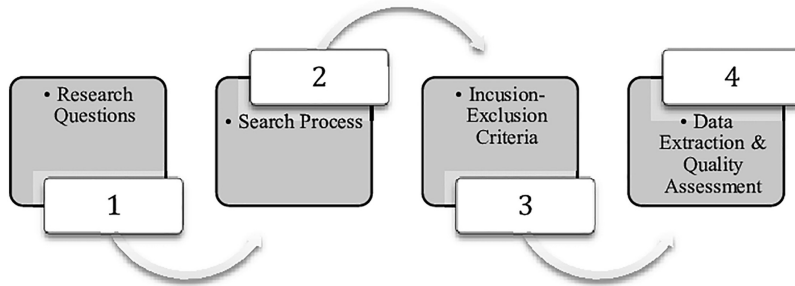 • Research
Questions
1
2
• Search Process
• Incusion-
Exclusion
Criteria
3
4
• Data
Extraction &
Quality
Assessment